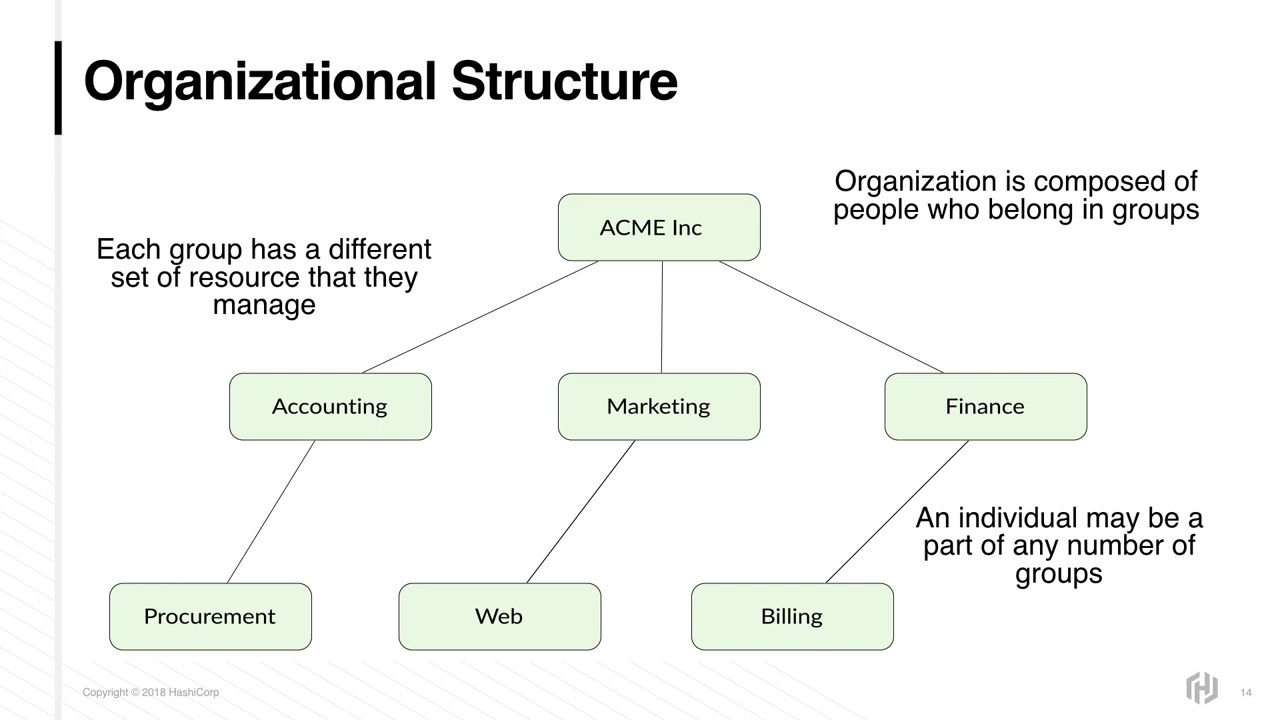 Organizational Structure
Organization is composed of
people who belong in groups
ACME Inc
Each group has a different
set of resource that they
manage
Accounting
Marketing
Finance
An individual may be a
part of any number of
groups
Procurement
Web
Billing
Copyright © 2018 HashiCorp
14